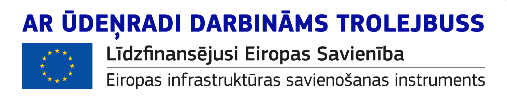 AR ŪDEŅRADI DARBINĀMS TROLEJBUSS
Līdzfinansējusi Eiropas Savienība
Eiropas infrastruktūras savienošanas instruments